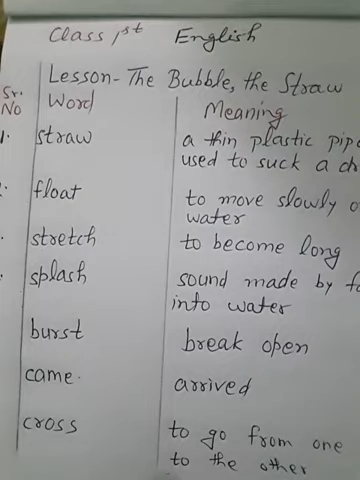 Class 1st English
Lesson- The Bubble, the Straw
Sr. Word Meaning
No
1. straw a thin plastic pipe
used to suck a
float to move slowly
water
stretch to become long
splash sound made by
into water
burst break open
came. arrived
cross to go from one
to the other